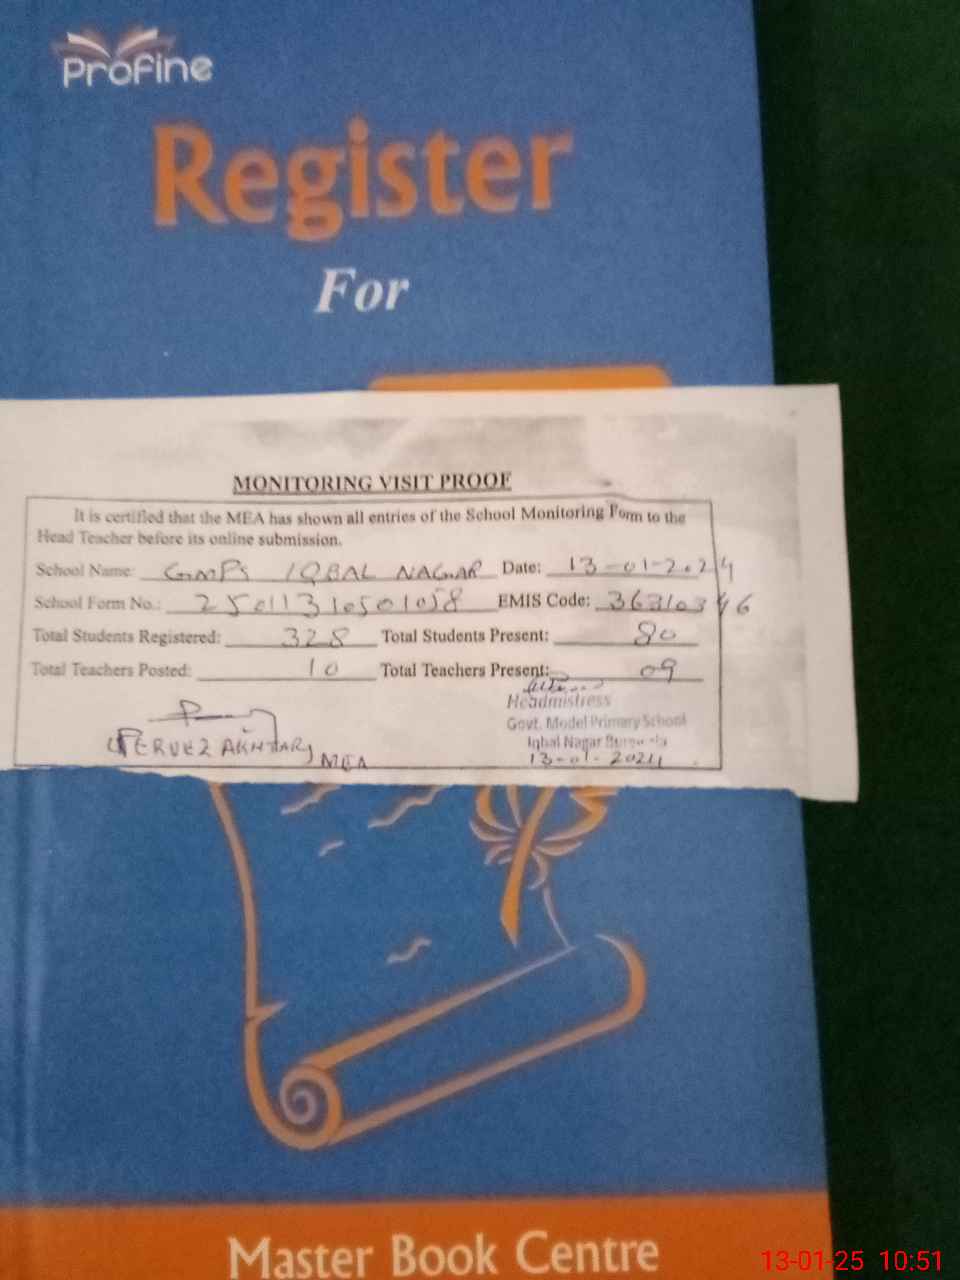 Profine
Register
For
MONITORING VISIT PROOF
It is certified that the MEA has shown all entries of the School Monitoring Form to the
Head Teacher before its online submission.
School Name: GMPS IQBAL NAGAR Date: 13-01-2024
School Form No.: 25011310501058 EMIS Code: 36310346
Total Students Registered: 328 Total Students Present: 80
Total Teachers Posted: 10 Total Teachers Present: 09
Headmistress
Govt. Model Primary School
(PERVEZ AKHTAR) Iqbal Nagar
MEA 13-01-2024
Master Book Centre
13-01-25 10:51